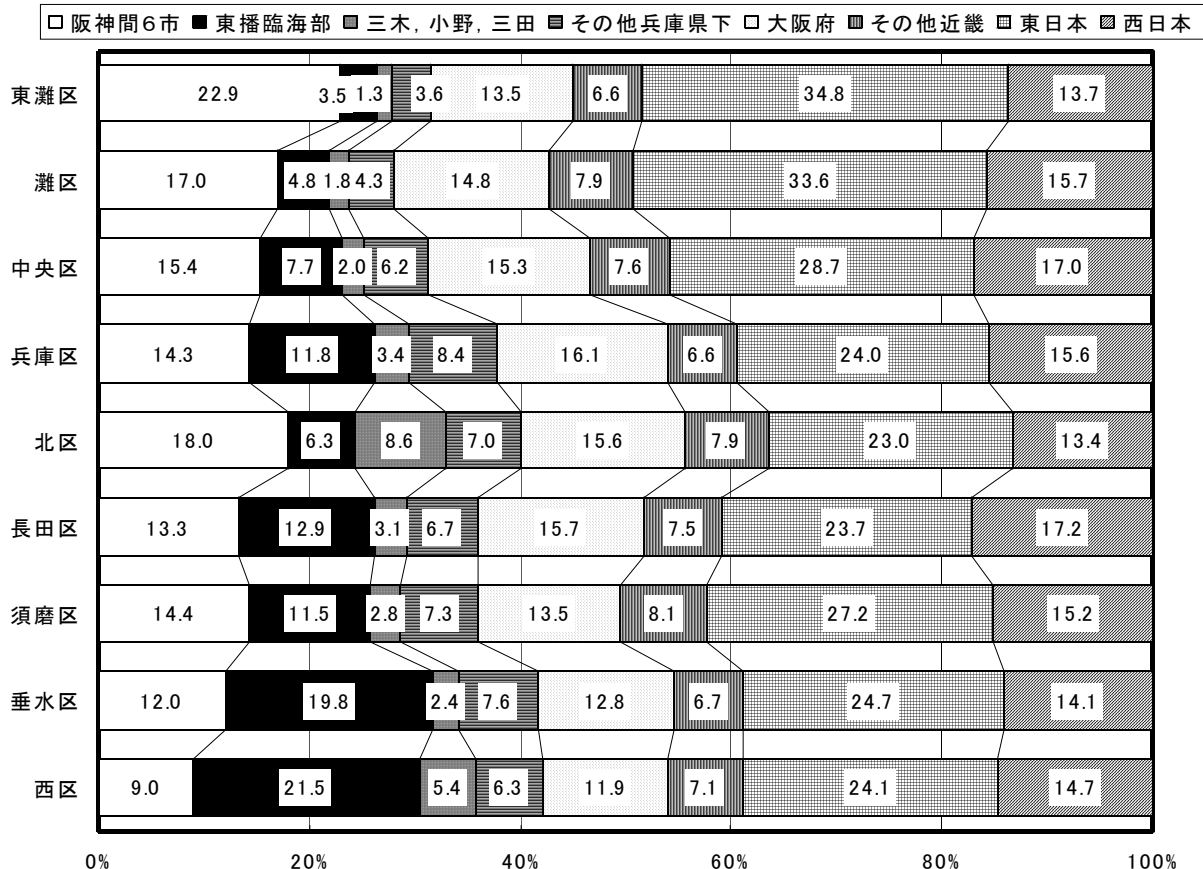 阪神間6市 東播臨海部 三木，小野，三田 その他兵庫県下 大阪府 その他近畿 東日本 西日本
東灘区 22.9 3.5 1.3 3.6 13.5 6.6 34.8 13.7
灘区 17.0 4.8 1.8 4.3 14.8 7.9 33.6 15.7
中央区 15.4 7.7 2.0 6.2 15.3 7.6 28.7 17.0
兵庫区 14.3 11.8 3.4 8.4 16.1 6.6 24.0 15.6
北区 18.0 6.3 8.6 7.0 15.6 7.9 23.0 13.4
長田区 13.3 12.9 3.1 6.7 15.7 7.5 23.7 17.2
須磨区 14.4 11.5 2.8 7.3 13.5 8.1 27.2 15.2
垂水区 12.0 19.8 2.4 7.6 12.8 6.7 24.7 14.1
西区 9.0 21.5 5.4 6.3 11.9 7.1 24.1 14.7
0% 20% 40% 60% 80% 100%